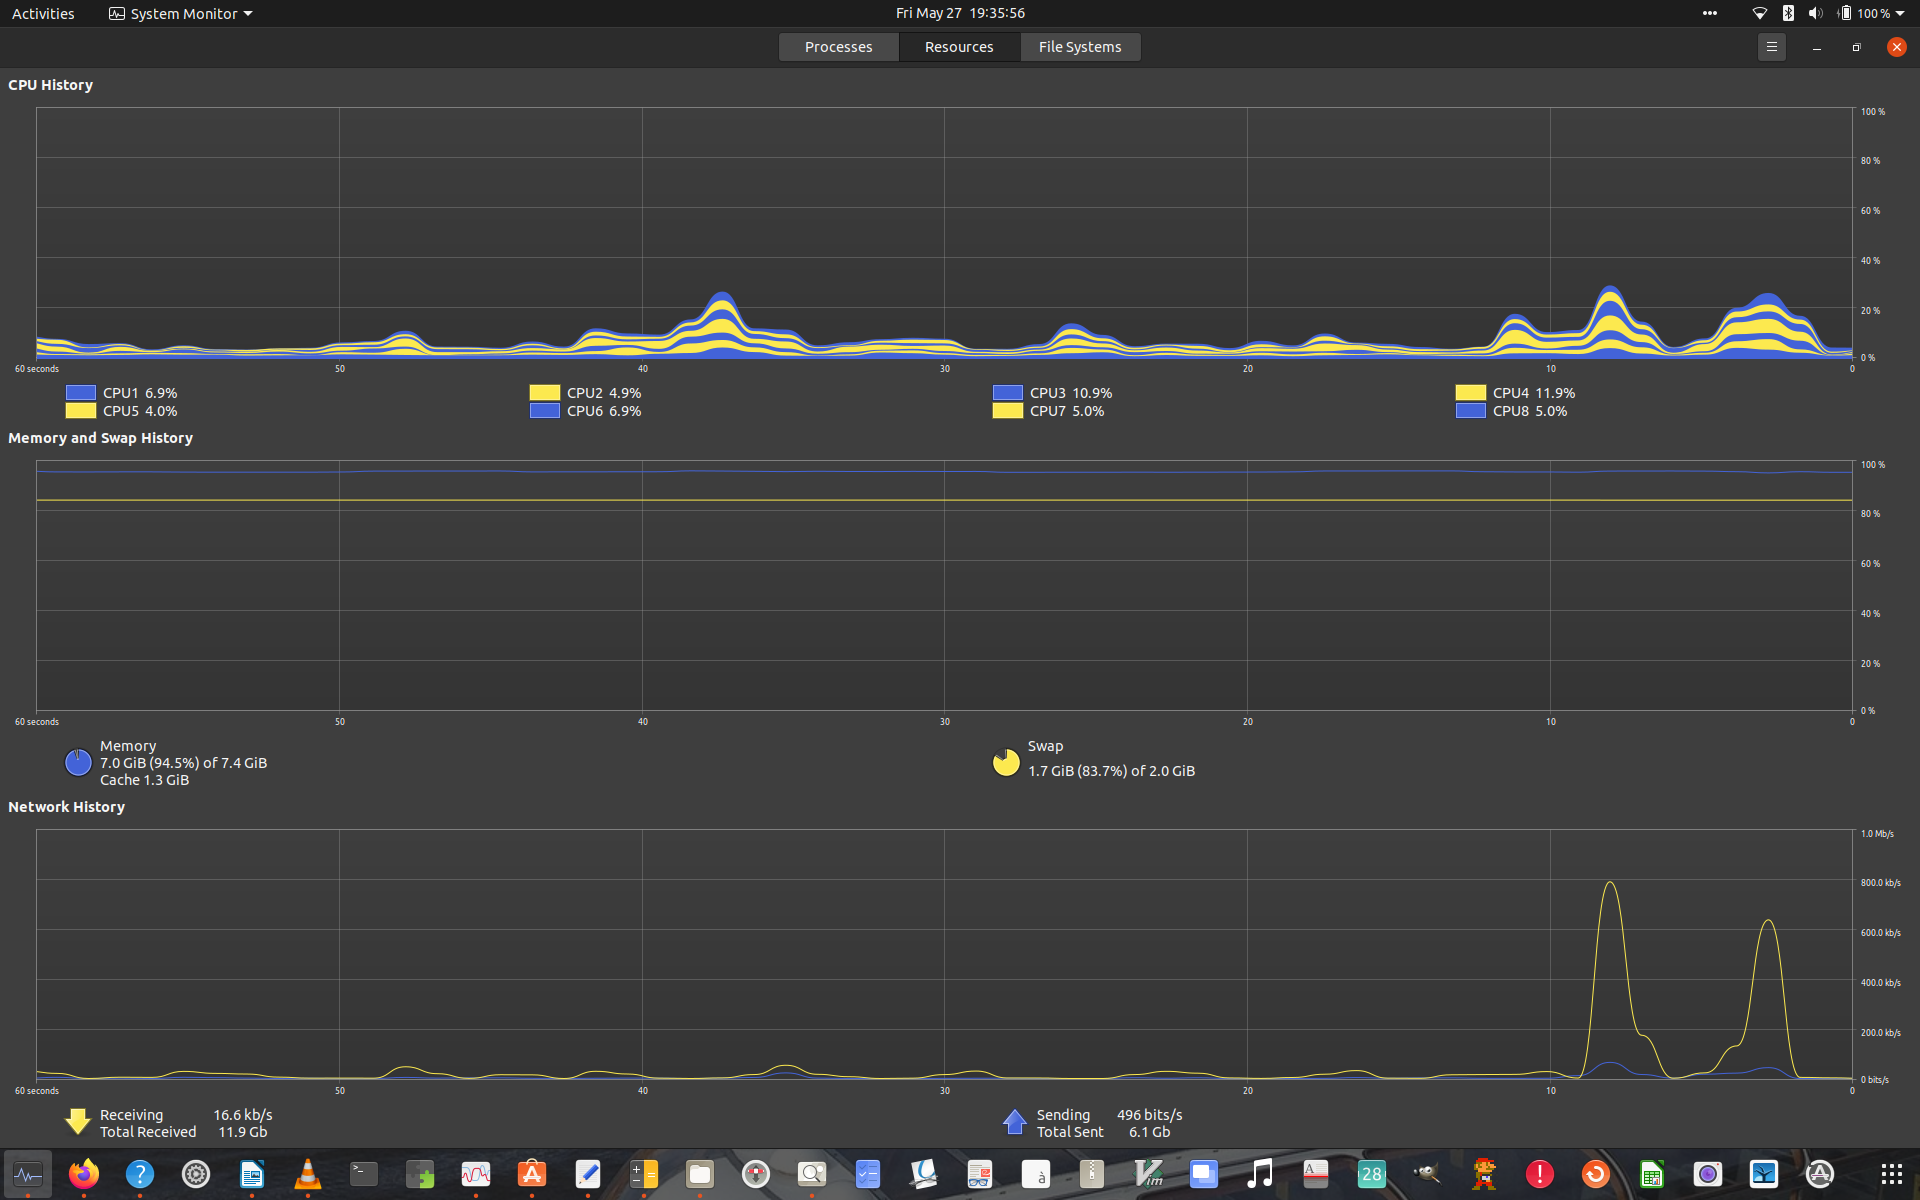 Activities
System Monitor
Fri May 27 19:35:56
100 %
Processes
Resources
File Systems
CPU History
100 %
80 %
60 %
40 %
20 %
0 %
60 seconds 50 40 30 20 10 0
CPU1 6.9% CPU2 4.9% CPU3 10.9% CPU4 11.9%
CPU5 4.0% CPU6 6.9% CPU7 5.0% CPU8 5.0%
Memory and Swap History
100 %
80 %
60 %
40 %
20 %
0 %
60 seconds 50 40 30 20 10 0
Memory
7.0 GiB (94.5%) of 7.4 GiB
Cache 1.3 GiB
Swap
1.7 GiB (83.7%) of 2.0 GiB
Network History
1.0 Mb/s
800.0 kb/s
600.0 kb/s
400.0 kb/s
200.0 kb/s
0 bits/s
60 seconds 50 40 30 20 10 0
Receiving 16.6 kb/s
Total Received 11.9 Gb
Sending 496 bits/s
Total Sent 6.1 Gb
?
>_
à
Vim
A
28
!